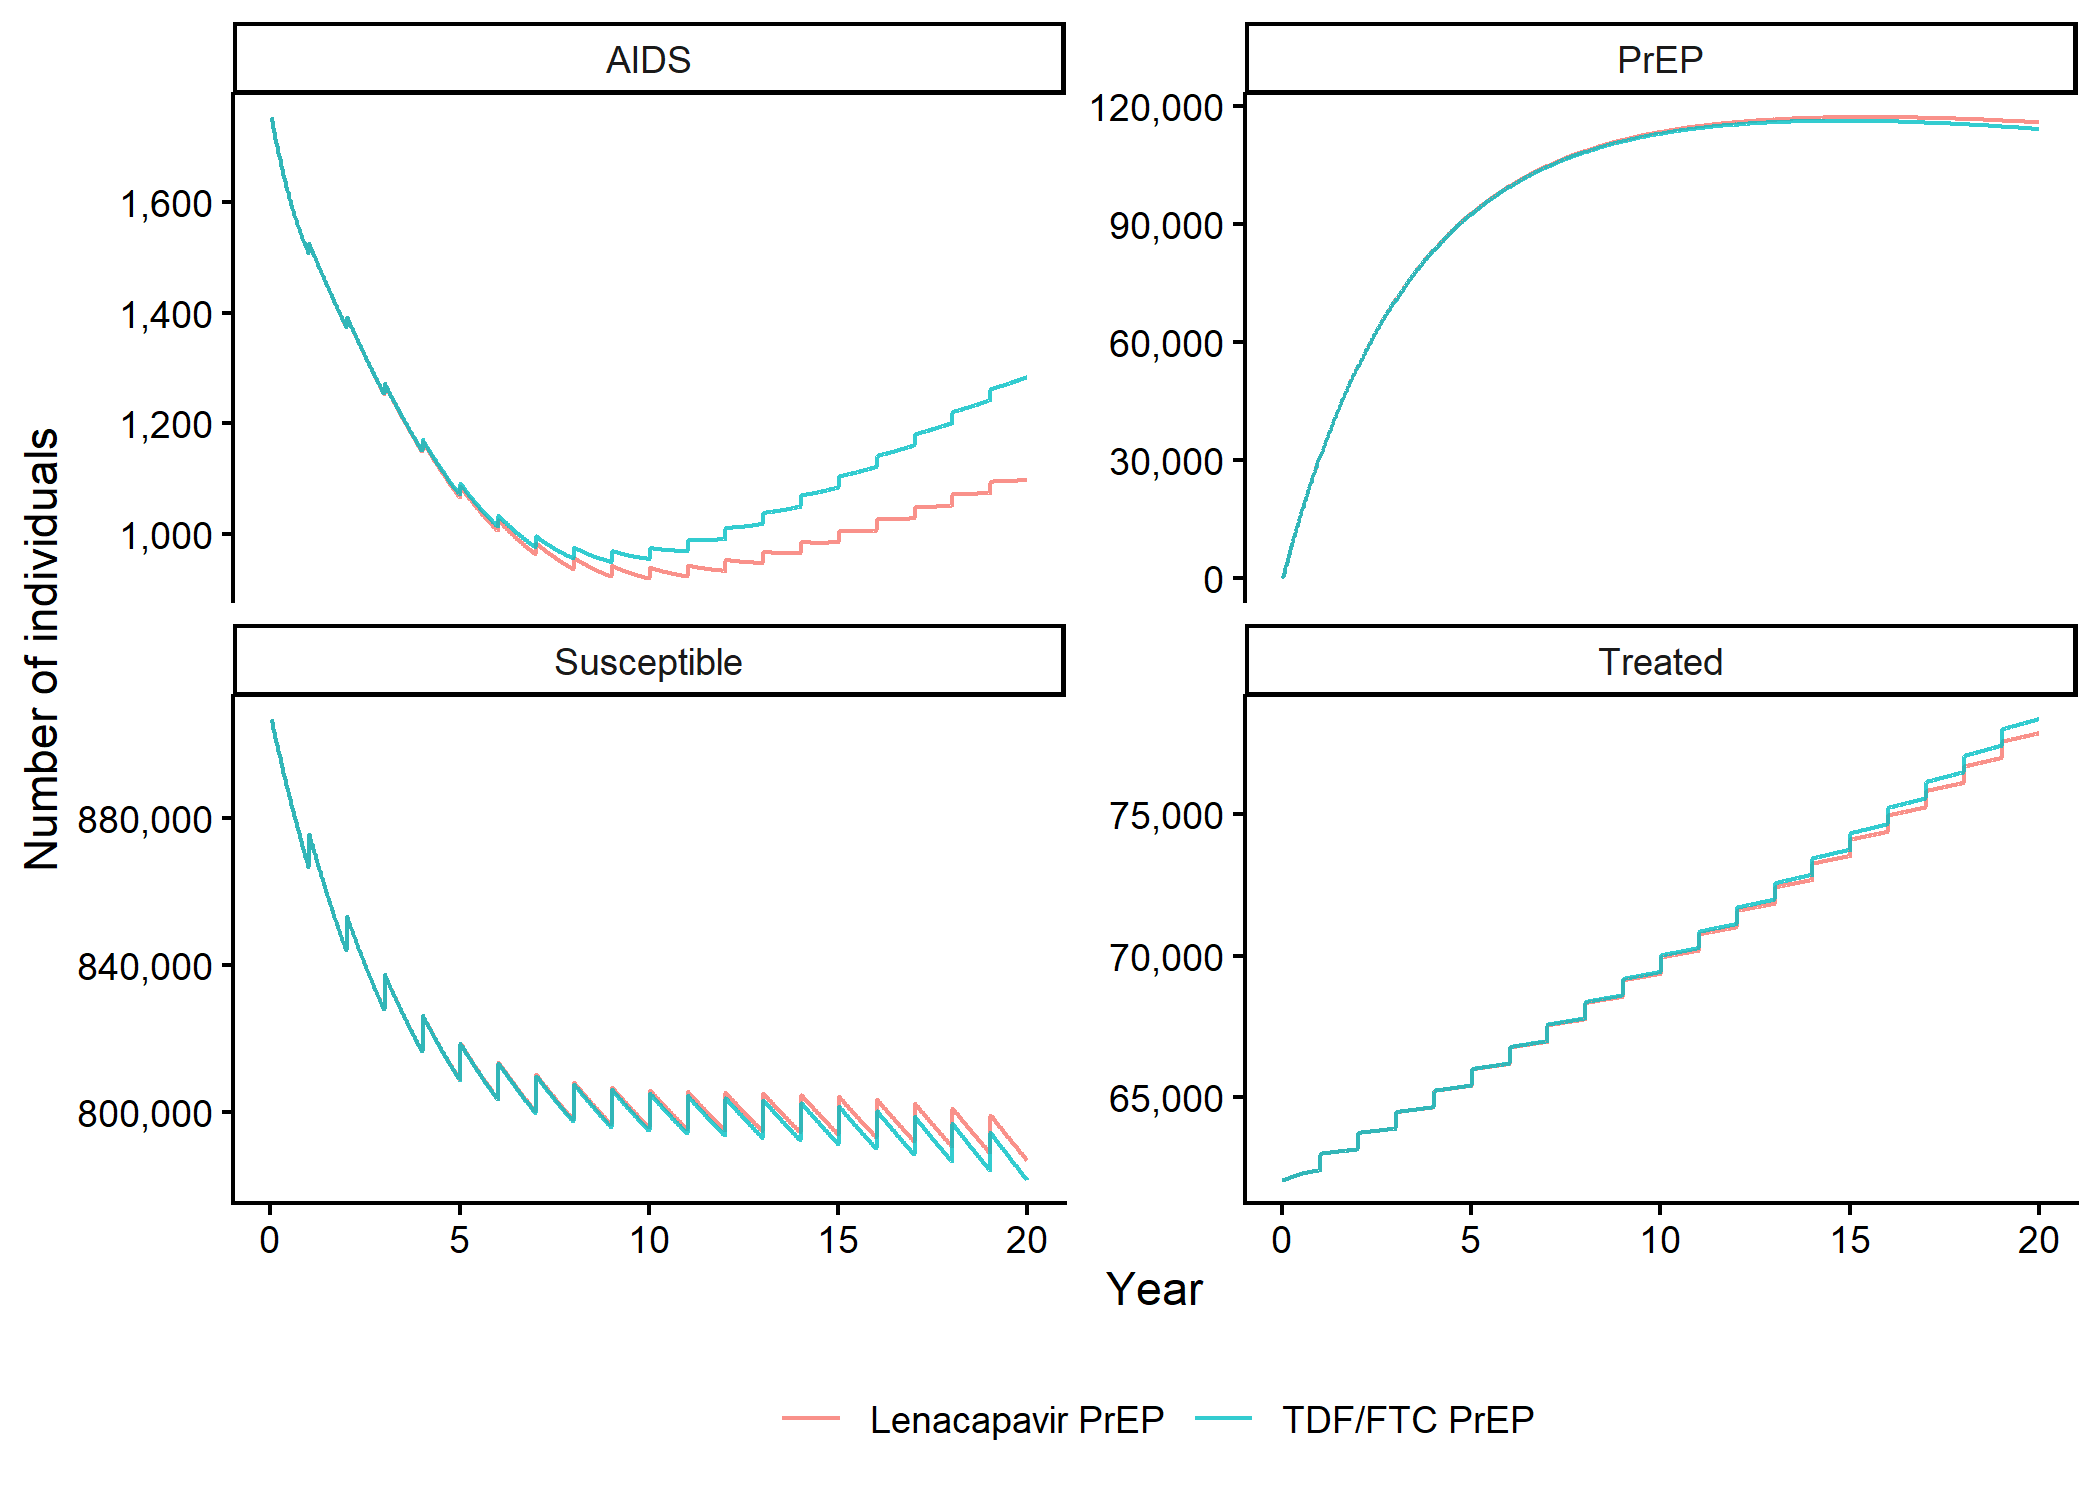 AIDS
PrEP
1,600
1,400
1,200
1,000
120,000
90,000
60,000
30,000
0
Number of individuals
Susceptible
Treated
880,000
840,000
800,000
75,000
70,000
65,000
0 5 10 15 20
0 5 10 15 20
Year
Lenacapavir PrEP TDF/FTC PrEP